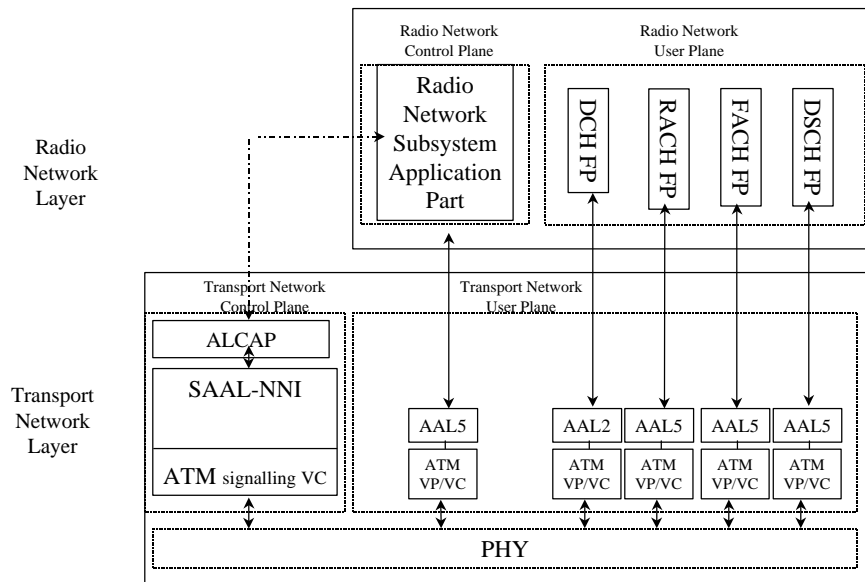 Radio Network
Control Plane
Radio Network
User Plane
Radio
Network
Subsystem
Application
Part
DCH FP
RACH FP
FACH FP
DSCH FP
Radio
Network
Layer
Transport Network
Control Plane
Transport Network
User Plane
ALCAP
SAAL-NNI
ATM signalling VC
Transport
Network
Layer
AAL5
AAL2
AAL5
AAL5
AAL5
ATM
VP/VC
ATM
VP/VC
ATM
VP/VC
ATM
VP/VC
ATM
VP/VC
PHY